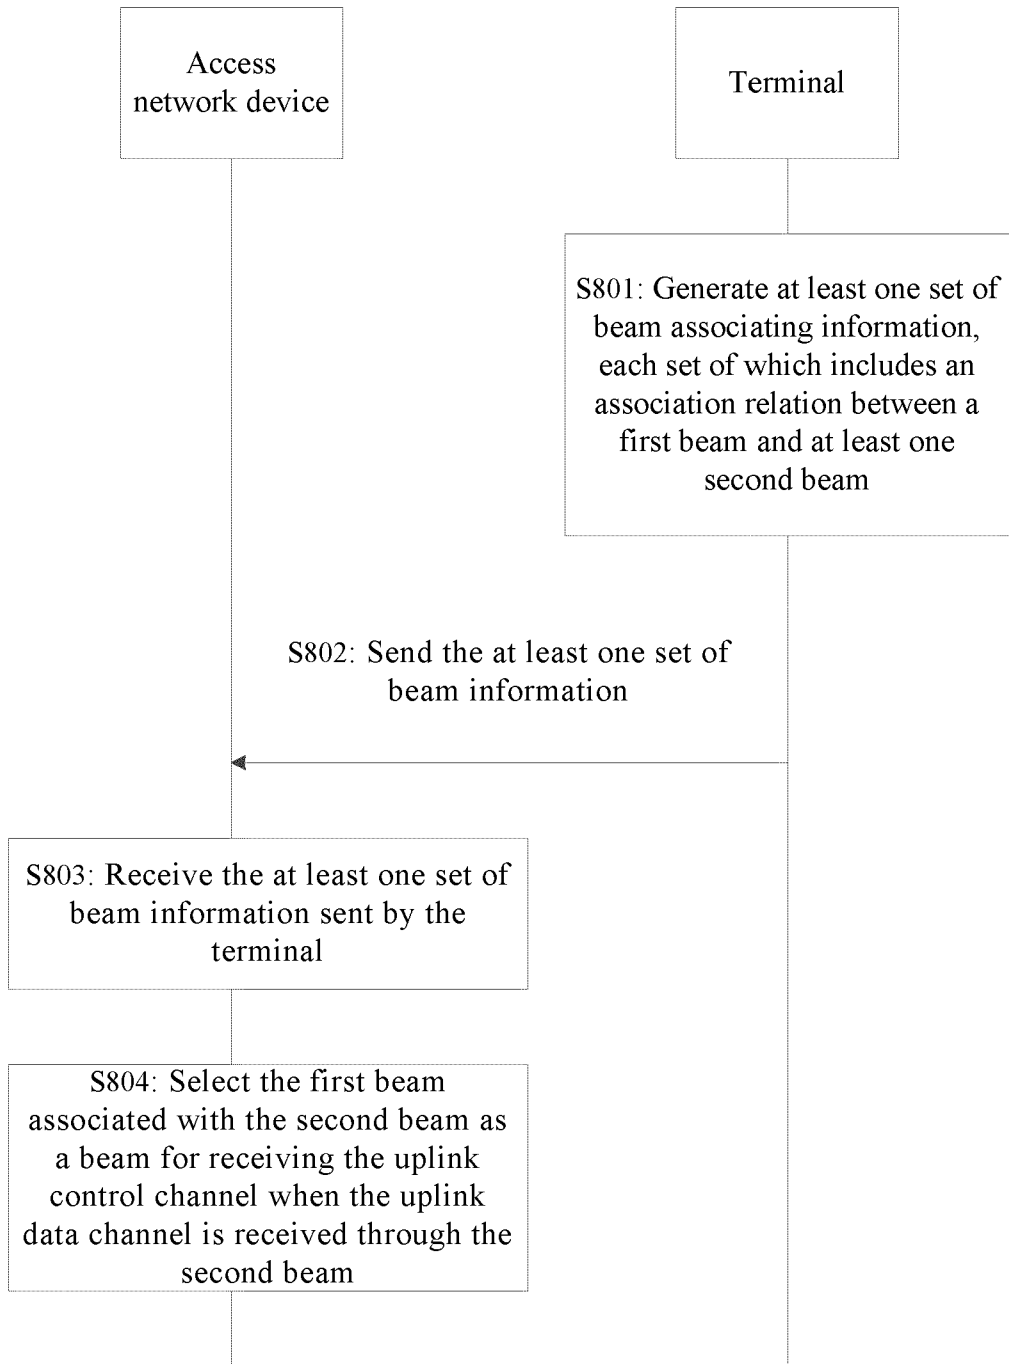 Access
network device
Terminal
S801: Generate at least one set of
beam associating information,
each set of which includes an
association relation between a
first beam and at least one
second beam
S802: Send the at least one set of
beam information
S803: Receive the at least one set of
beam information sent by the
terminal
S804: Select the first beam
associated with the second beam as
a beam for receiving the uplink
control channel when the uplink
data channel is received through the
second beam